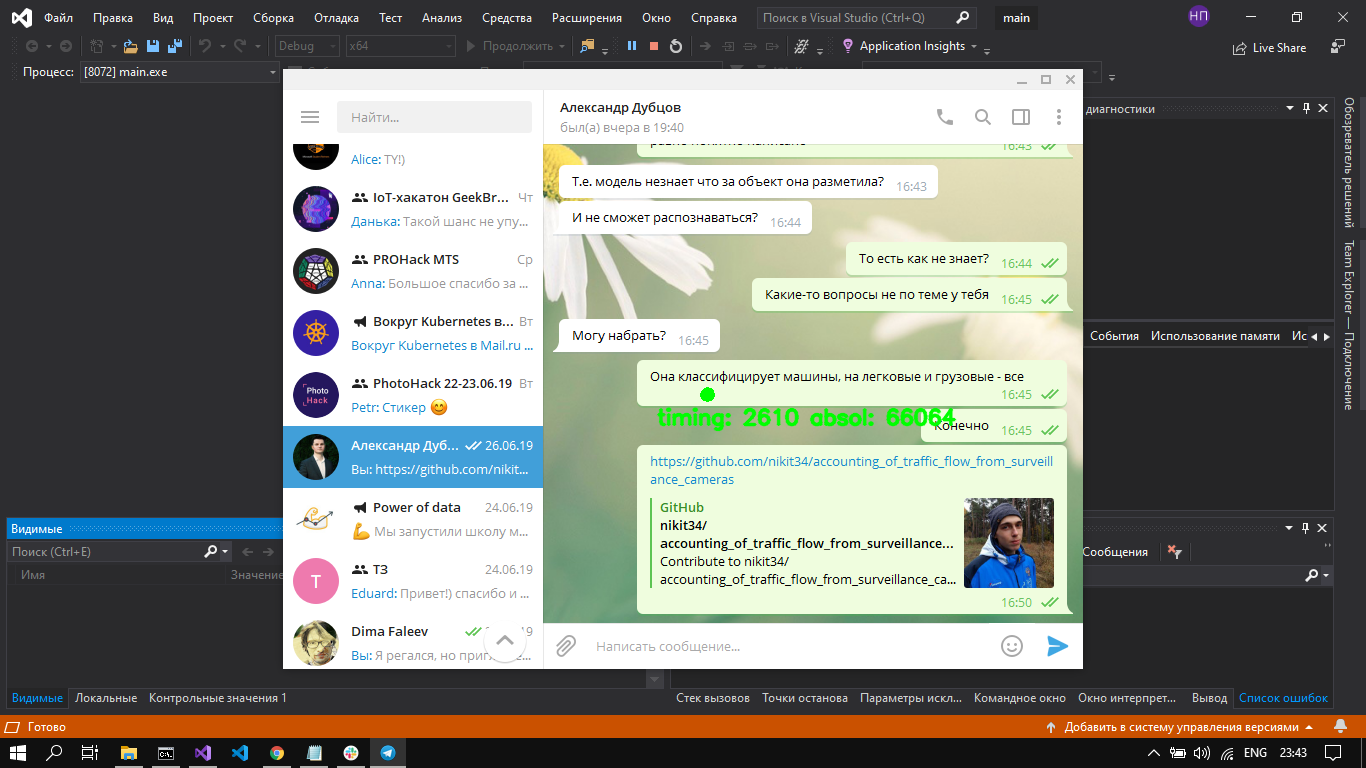 Файл Правка Вид Проект Сборка Отладка Тест Анализ Средства Расширения Окно Справка Поиск в Visual Studio (Ctrl+Q) main НП
Debug x64 Продолжить Application Insights Live Share
Процесс: [8072] main.exe
диагностики
Обозреватель решений
Team Explorer — Подключение
События Использование памяти Ис
Найти...
Alice: TY!)
IoT-хакатон GeekBr... Чт
Данька: Такой шанс не упу...
PROHack MTS Ср
Anna: Большое спасибо за ...
Вокруг Kubernetes в... Вт
Вокруг Kubernetes в Mail.ru ...
Photo
Hack
PhotoHack 22-23.06.19 Вт
Petr: Стикер 😊
Александр Дуб... 26.06.19
Вы: https://github.com/nikit...
Power of data 24.06.19
💪 Мы запустили школу м...
Т
ТЗ 24.06.19
Eduard: Привет!) спасибо и ...
Dima Faleev
Вы: Я регался, но
Александр Дубцов
был(а) вчера в 19:40
16:43
Т.е. модель незнает что за объект она разметила? 16:43
И не сможет распознаваться? 16:44
То есть как не знает? 16:44
Какие-то вопросы не по теме у тебя 16:45
Могу набрать? 16:45
Она классифицирует машины, на легковые и грузовые - все
16:45
timing: 2610 absol: 66064
Конечно 16:45
https://github.com/nikit34/accounting_of_traffic_flow_from_surveill
ance_cameras
GitHub
nikit34/
accounting_of_traffic_flow_from_surveillance...
Contribute to nikit34/
accounting_of_traffic_flow_from_surveillance_ca...
16:50
Написать сообщение...
Видимые
Поиск (Ctrl+E)
Имя Значение
Сообщения
Видимые Локальные Контрольные значения 1
Стек вызовов Точки останова Параметры искл... Командное окно Окно интерпрет... Вывод Список ошибок
Готово Добавить в систему управления версиями
ENG 23:43